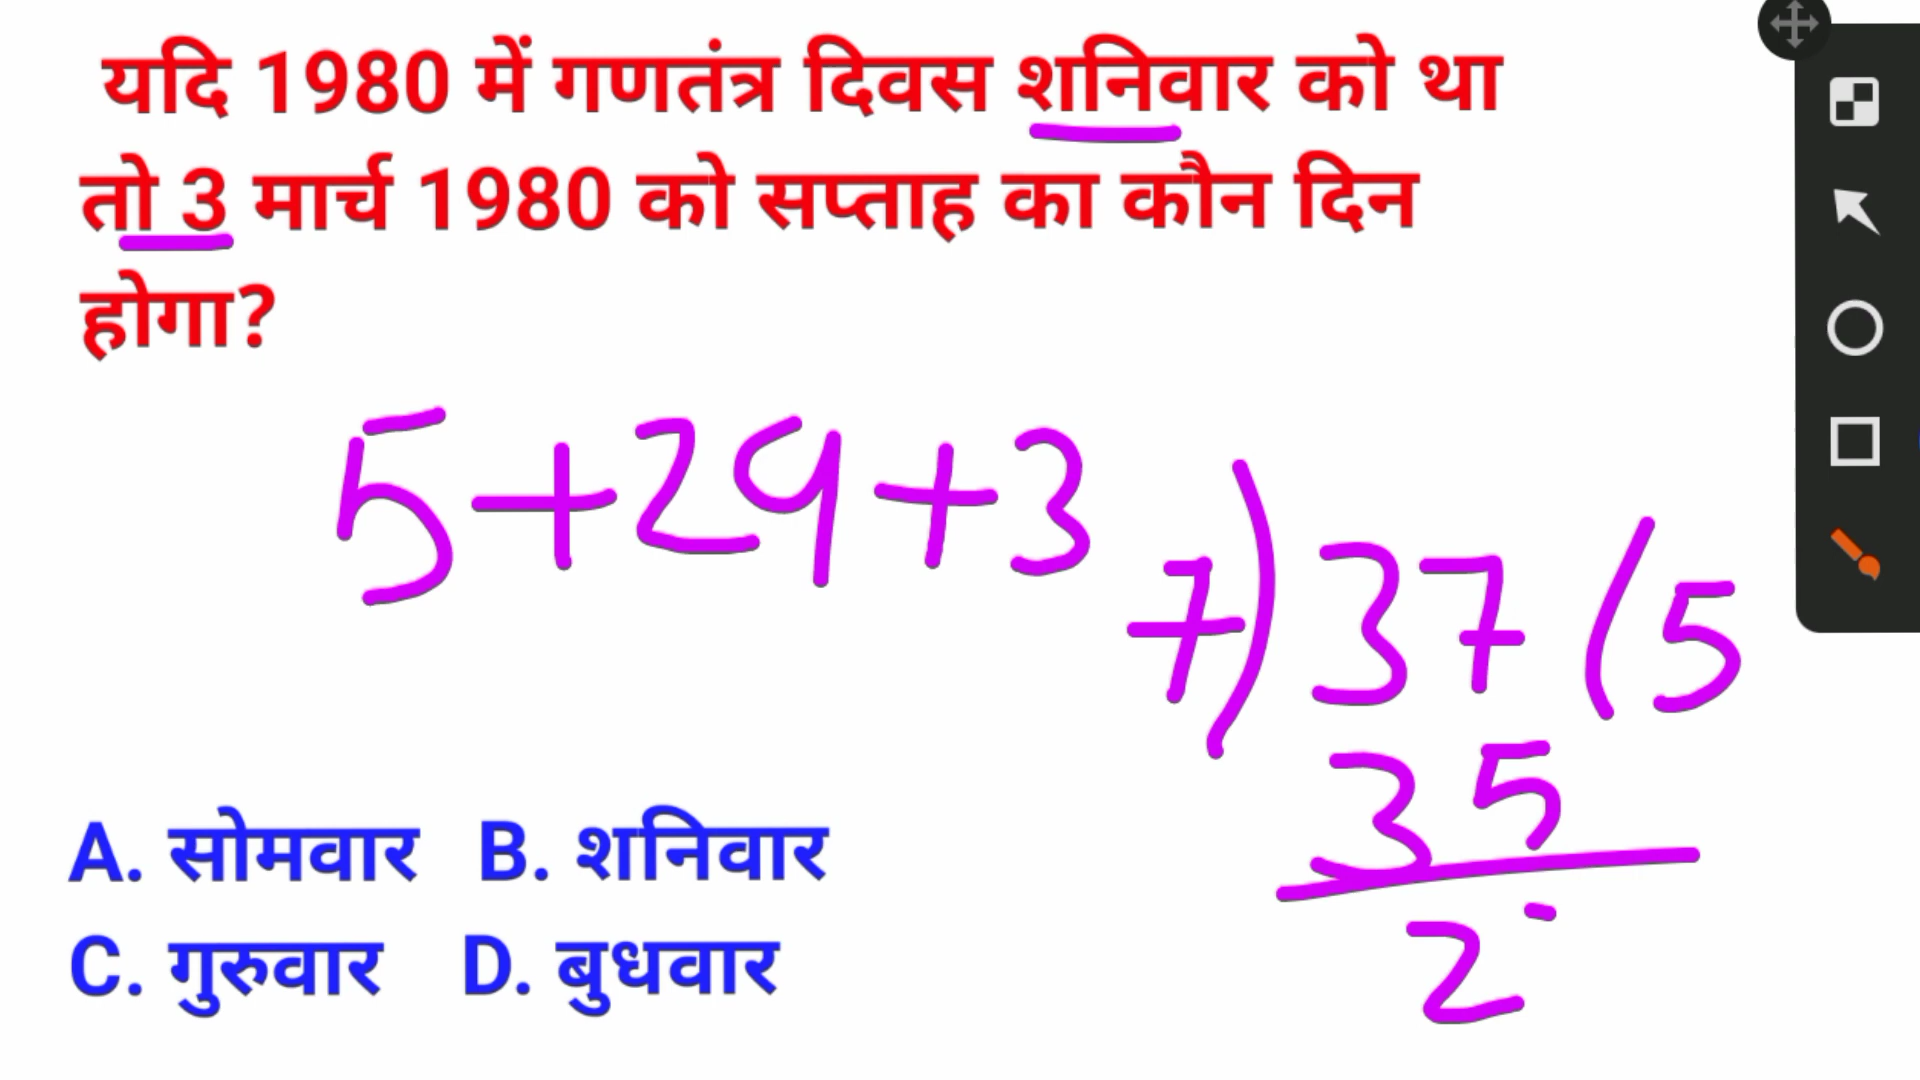 यदि 1980 में गणतंत्र दिवस शनिवार को था
तो 3 मार्च 1980 को सप्ताह का कौन दिन
होगा?
5+29+3
7)37(5
35
2
A. सोमवार B. शनिवार
C. गुरुवार D. बुधवार